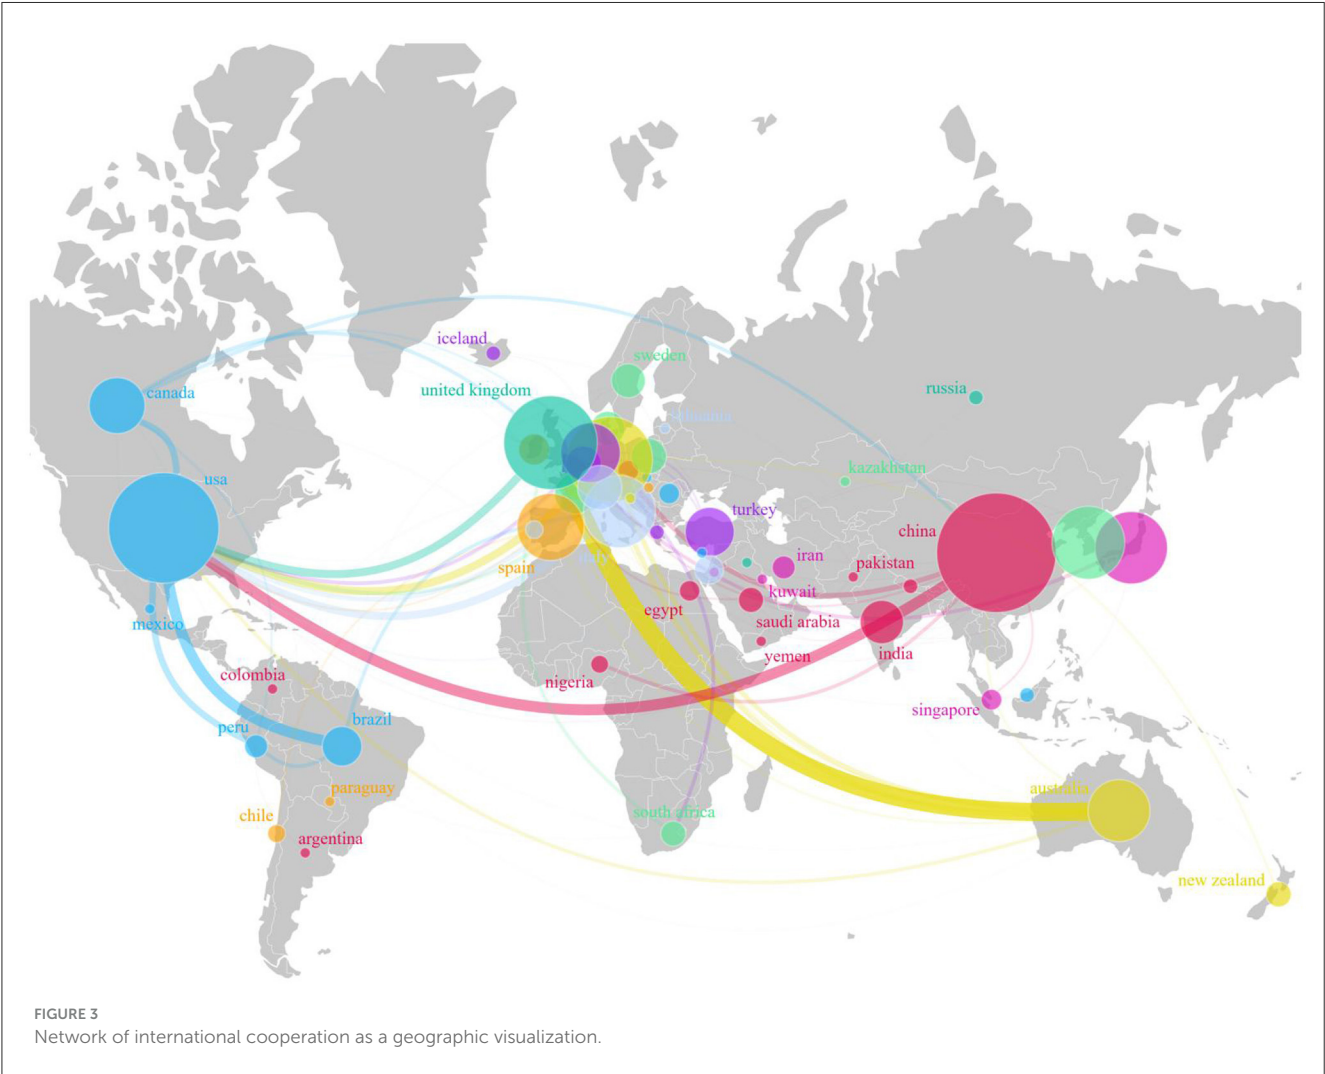 iceland
sweden
united kingdom
canada
lithuania
russia
usa
kazakhstan
turkey
china
spain
italy
iran
pakistan
kuwait
egypt
saudi arabia
mexico
yemen
india
colombia
nigeria
singapore
peru
brazil
paraguay
australia
chile
south africa
argentina
new zealand
FIGURE 3
Network of international cooperation as a geographic visualization.